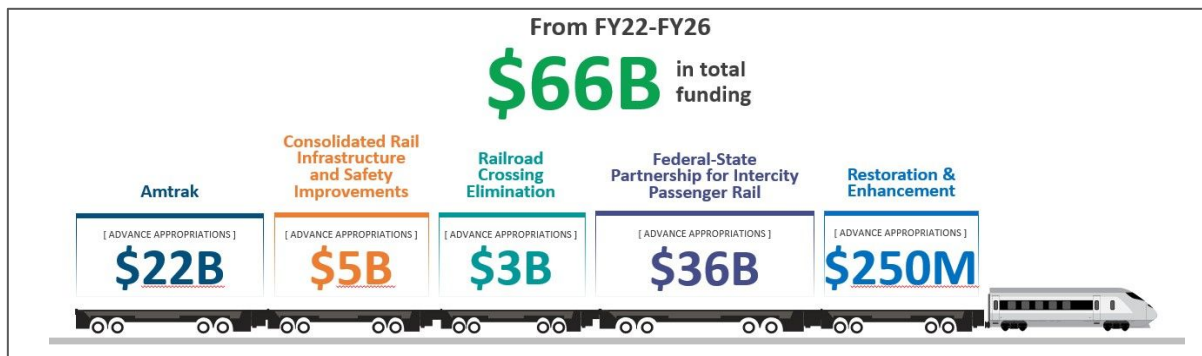 From FY22-FY26
$66B
in total
funding
Amtrak
Consolidated Rail
Infrastructure
and Safety
Improvements
Railroad
Crossing
Elimination
Federal-State
Partnership for Intercity
Passenger Rail
Restoration &
Enhancement
[ ADVANCE APPROPRIATIONS ]
$22B
[ ADVANCE APPROPRIATIONS ]
$5B
[ ADVANCE APPROPRIATIONS ]
$3B
[ ADVANCE APPROPRIATIONS ]
$36B
[ ADVANCE APPROPRIATIONS ]
$250M